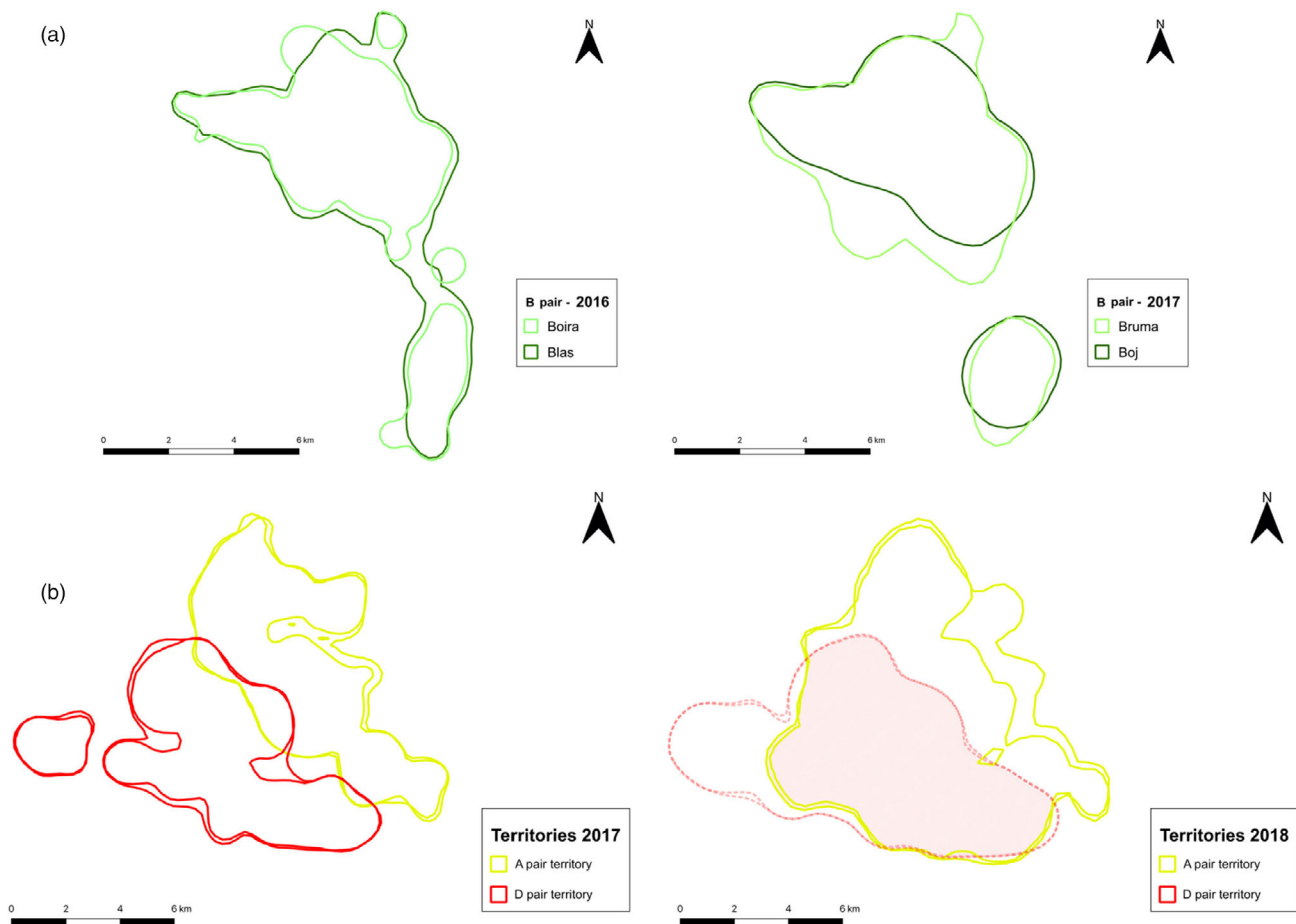 (a)
N
B pair - 2016
Boira
Blas
0 2 4 6 km
N
B pair - 2017
Bruma
Boj
0 2 4 6 km
(b)
N
Territories 2017
A pair territory
D pair territory
0 2 4 6 km
N
Territories 2018
A pair territory
D pair territory
0 2 4 6 km